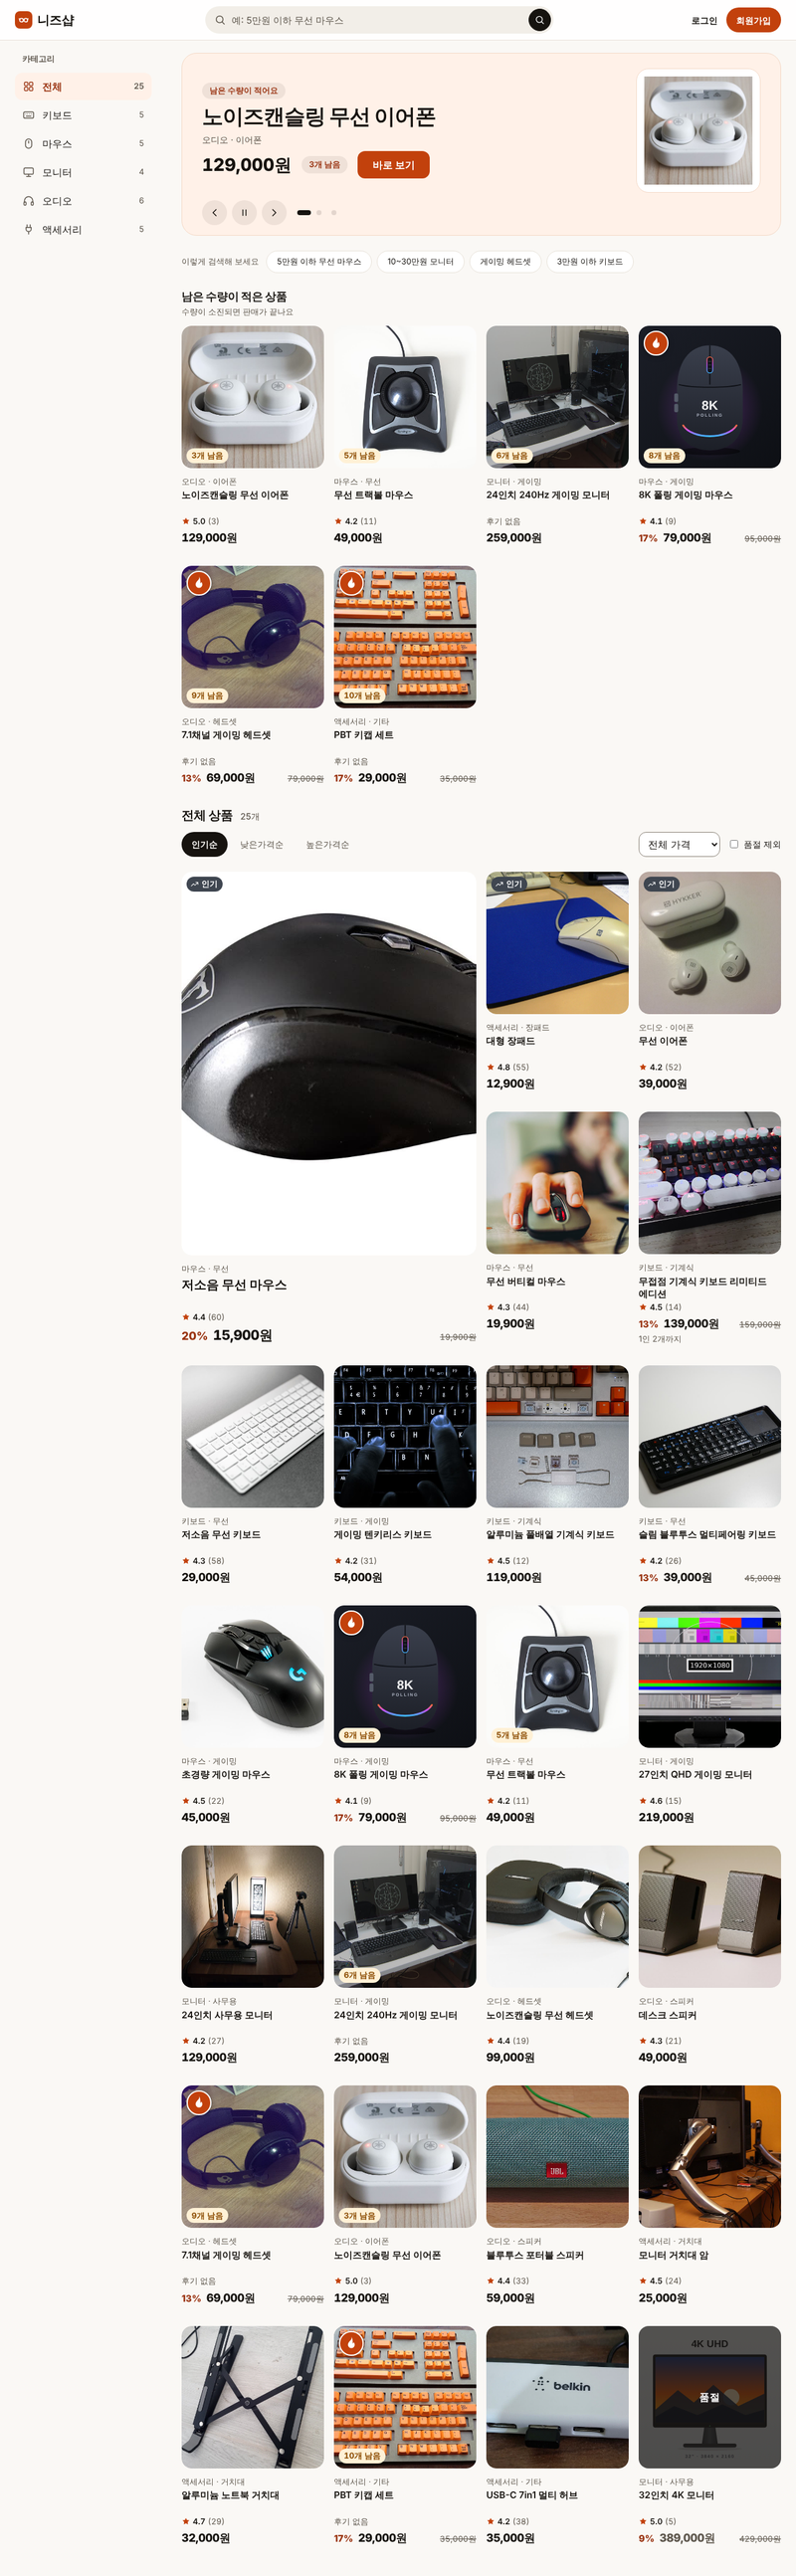 니즈샵
예: 5만원 이하 무선 마우스
로그인
회원가입
카테고리
전체 25
키보드 5
마우스 5
모니터 4
오디오 6
액세서리 5
남은 수량이 적어요
노이즈캔슬링 무선 이어폰
오디오 · 이어폰
129,000원 3개 남음 바로 보기
이렇게 검색해 보세요 5만원 이하 무선 마우스 10~30만원 모니터 게이밍 헤드셋 3만원 이하 키보드
남은 수량이 적은 상품
수량이 소진되면 판매가 끝나요
3개 남음
오디오 · 이어폰
노이즈캔슬링 무선 이어폰
★ 5.0 (3)
129,000원
5개 남음
마우스 · 무선
무선 트랙볼 마우스
★ 4.2 (11)
49,000원
6개 남음
모니터 · 게이밍
24인치 240Hz 게이밍 모니터
후기 없음
259,000원
8K
POLLING
8개 남음
마우스 · 게이밍
8K 폴링 게이밍 마우스
★ 4.1 (9)
17% 79,000원 95,000원
9개 남음
오디오 · 헤드셋
7.1채널 게이밍 헤드셋
후기 없음
13% 69,000원 79,000원
10개 남음
액세서리 · 기타
PBT 키캡 세트
후기 없음
17% 29,000원 35,000원
전체 상품 25개
인기순 낮은가격순 높은가격순
전체 가격
품절 제외
인기
마우스 · 무선
저소음 무선 마우스
★ 4.4 (60)
20% 15,900원 19,900원
인기
액세서리 · 장패드
대형 장패드
★ 4.8 (55)
12,900원
인기
HYKKER
오디오 · 이어폰
무선 이어폰
★ 4.2 (52)
39,000원
마우스 · 무선
무선 버티컬 마우스
★ 4.3 (44)
19,900원
키보드 · 기계식
무접점 기계식 키보드 리미티드
에디션
★ 4.5 (14)
13% 139,000원 159,000원
1인 2개까지
키보드 · 무선
저소음 무선 키보드
★ 4.3 (58)
29,000원
키보드 · 게이밍
게이밍 텐키리스 키보드
★ 4.2 (31)
54,000원
키보드 · 기계식
알루미늄 풀배열 기계식 키보드
★ 4.5 (12)
119,000원
키보드 · 무선
슬림 블루투스 멀티페어링 키보드
★ 4.2 (26)
13% 39,000원 45,000원
마우스 · 게이밍
초경량 게이밍 마우스
★ 4.5 (22)
45,000원
8K
POLLING
8개 남음
마우스 · 게이밍
8K 폴링 게이밍 마우스
★ 4.1 (9)
17% 79,000원 95,000원
5개 남음
마우스 · 무선
무선 트랙볼 마우스
★ 4.2 (11)
49,000원
1920×1080
모니터 · 게이밍
27인치 QHD 게이밍 모니터
★ 4.6 (15)
219,000원
모니터 · 사무용
24인치 사무용 모니터
★ 4.2 (27)
129,000원
6개 남음
모니터 · 게이밍
24인치 240Hz 게이밍 모니터
후기 없음
259,000원
오디오 · 헤드셋
노이즈캔슬링 무선 헤드셋
★ 4.4 (19)
99,000원
오디오 · 스피커
데스크 스피커
★ 4.3 (21)
49,000원
9개 남음
오디오 · 헤드셋
7.1채널 게이밍 헤드셋
후기 없음
13% 69,000원 79,000원
3개 남음
오디오 · 이어폰
노이즈캔슬링 무선 이어폰
★ 5.0 (3)
129,000원
JBL
오디오 · 스피커
블루투스 포터블 스피커
★ 4.4 (33)
59,000원
액세서리 · 거치대
모니터 거치대 암
★ 4.5 (24)
25,000원
액세서리 · 거치대
알루미늄 노트북 거치대
★ 4.7 (29)
32,000원
10개 남음
액세서리 · 기타
PBT 키캡 세트
후기 없음
17% 29,000원 35,000원
belkin
액세서리 · 기타
USB-C 7in1 멀티 허브
★ 4.2 (38)
35,000원
4K UHD
품절
모니터 · 사무용
32인치 4K 모니터
★ 5.0 (5)
9% 389,000원 429,000원